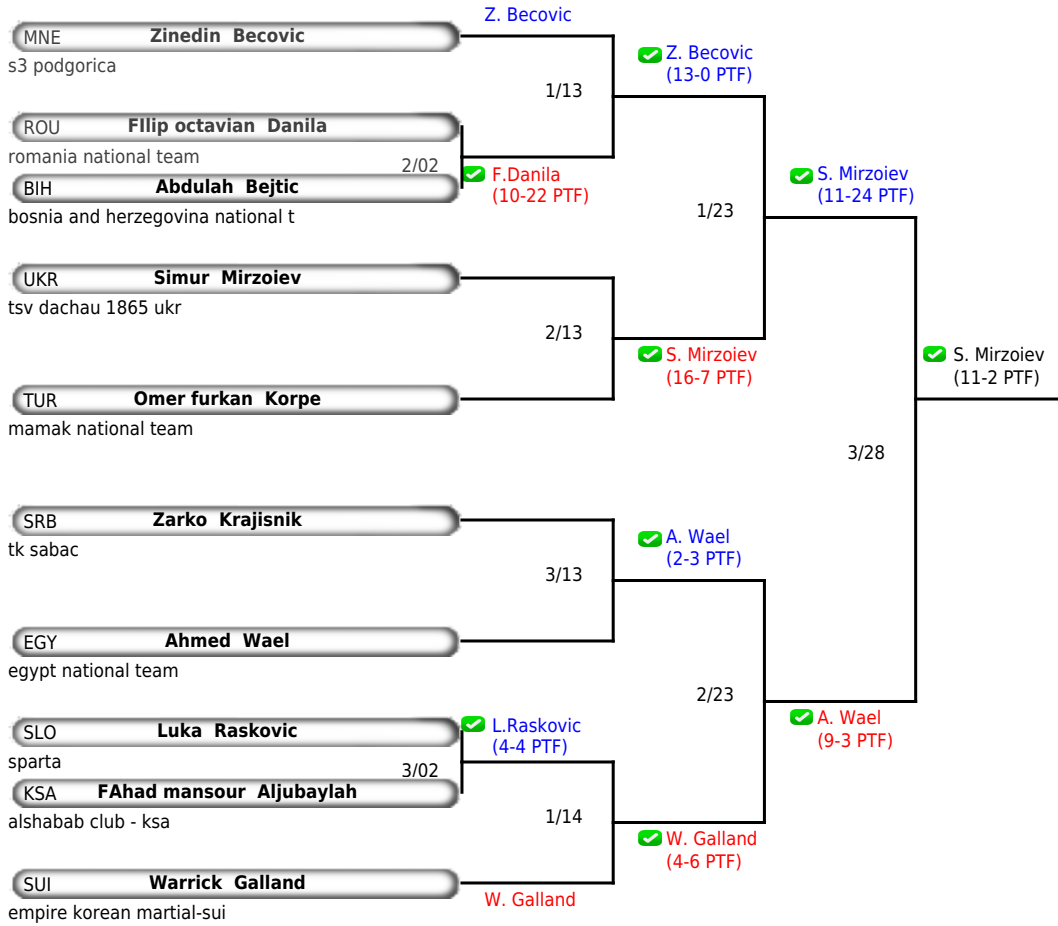 Z. Becovic
MNE Zinedin Becovic
s3 podgorica
Z. Becovic
(13-0 PTF)
1/13
ROU FIlip octavian Danila
romania national team
2/02
F.Danila
(10-22 PTF)
BIH Abdulah Bejtic
bosnia and herzegovina national t
S. Mirzoiev
(11-24 PTF)
1/23
UKR Simur Mirzoiev
tsv dachau 1865 ukr
2/13
S. Mirzoiev
(16-7 PTF)
S. Mirzoiev
(11-2 PTF)
TUR Omer furkan Korpe
mamak national team
3/28
SRB Zarko Krajisnik
tk sabac
A. Wael
(2-3 PTF)
3/13
EGY Ahmed Wael
egypt national team
2/23
A. Wael
(9-3 PTF)
SLO Luka Raskovic
sparta
L.Raskovic
(4-4 PTF)
3/02
KSA FAhad mansour Aljubaylah
alshabab club - ksa
1/14
W. Galland
(4-6 PTF)
SUI Warrick Galland
empire korean martial-sui
W. Galland